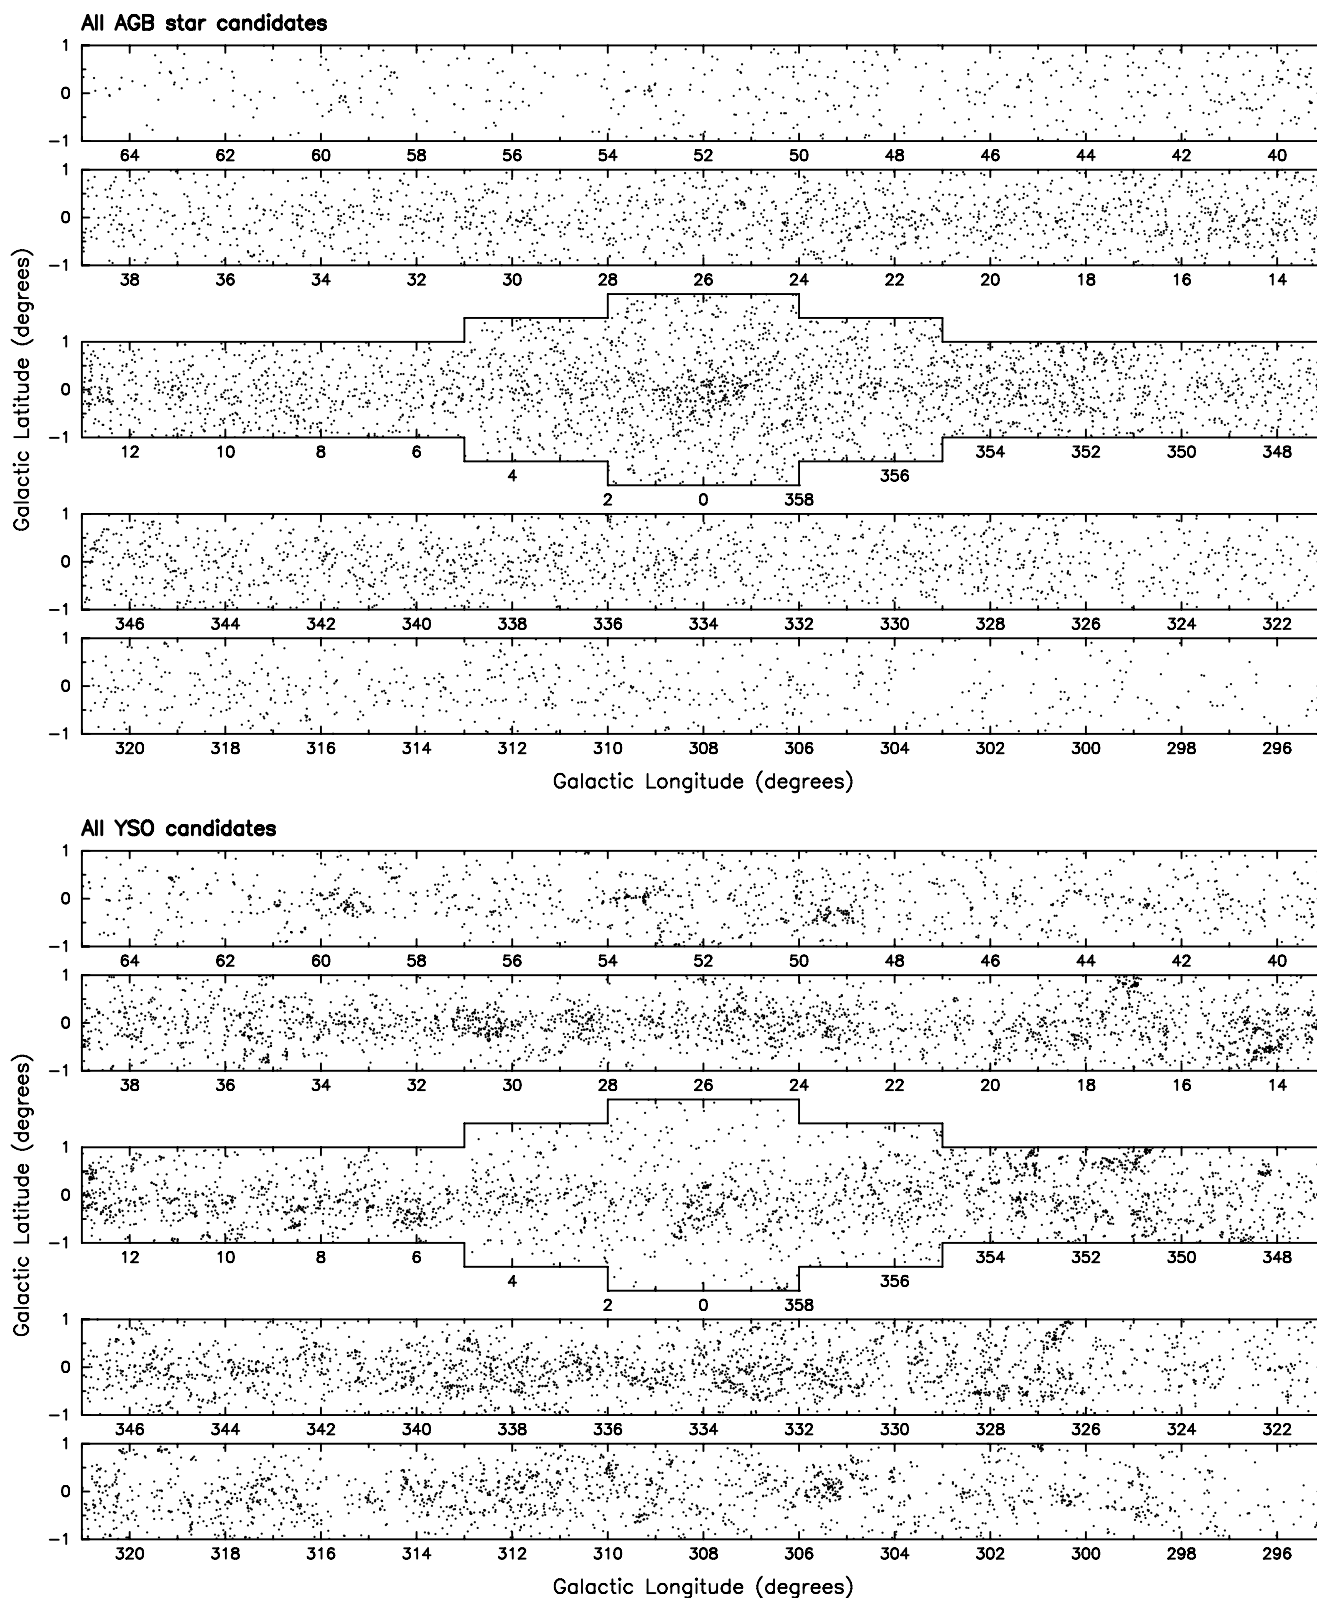 All AGB star candidates
1
0
−1
64 62 60 58 56 54 52 50 48 46 44 42 40
1
0
−1
38 36 34 32 30 28 26 24 22 20 18 16 14
1
0
−1
12 10 8 6 354 352 350 348
4 356
2 0 358
1
0
−1
346 344 342 340 338 336 334 332 330 328 326 324 322
1
0
−1
320 318 316 314 312 310 308 306 304 302 300 298 296
Galactic Latitude (degrees)
Galactic Longitude (degrees)
All YSO candidates
1
0
−1
64 62 60 58 56 54 52 50 48 46 44 42 40
1
0
−1
38 36 34 32 30 28 26 24 22 20 18 16 14
1
0
−1
12 10 8 6 354 352 350 348
4 356
2 0 358
1
0
−1
346 344 342 340 338 336 334 332 330 328 326 324 322
1
0
−1
320 318 316 314 312 310 308 306 304 302 300 298 296
Galactic Latitude (degrees)
Galactic Longitude (degrees)